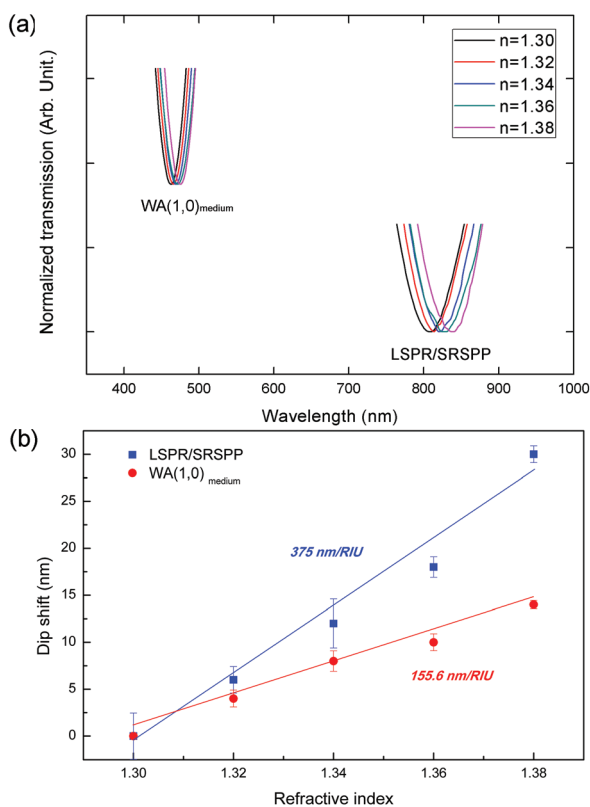 (a)
n=1.30
n=1.32
n=1.34
n=1.36
n=1.38
Normalized transmission (Arb. Unit.)
WA(1,0)medium
LSPR/SRSPP
400 500 600 700 800 900 1000
Wavelength (nm)
(b)
LSPR/SRSPP
WA(1,0) medium
375 nm/RIU
155.6 nm/RIU
Dip shift (nm)
30
25
20
15
10
5
0
1.30 1.32 1.34 1.36 1.38
Refractive index